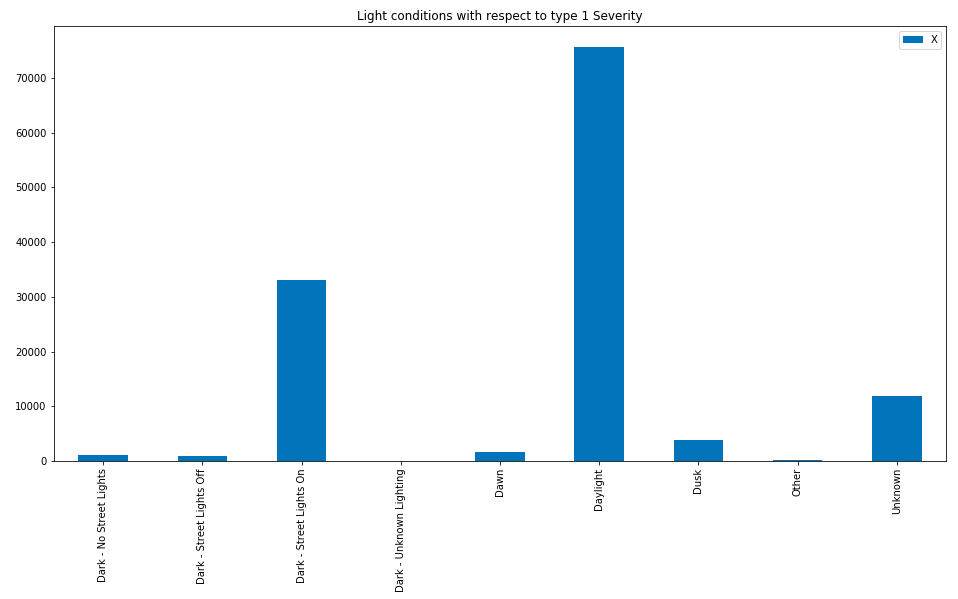 Light conditions with respect to type 1 Severity
X
70000
60000
50000
40000
30000
20000
10000
0
Dark - No Street Lights
Dark - Street Lights Off
Dark - Street Lights On
Dark - Unknown Lighting
Dawn
Daylight
Dusk
Other
Unknown